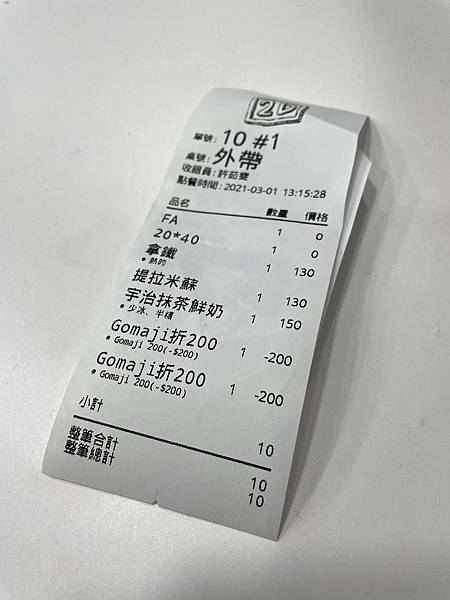 2D
單號: 10 #1
桌號: 外帶
收銀員: 許茹雯
點餐時間: 2021-03-01 13:15:28
品名 數量 價格
FA 1 0
20*40 1 0
拿鐵 1 130
• 熱的
提拉米蘇 1 130
宇治抹茶鮮奶 1 150
• 少冰、半糖
Gomaji折200 1 -200
• Gomaji 200(-$200)
Gomaji折200 1 -200
• Gomaji 200(-$200)
小計 10
整筆合計 10
整筆總計 10